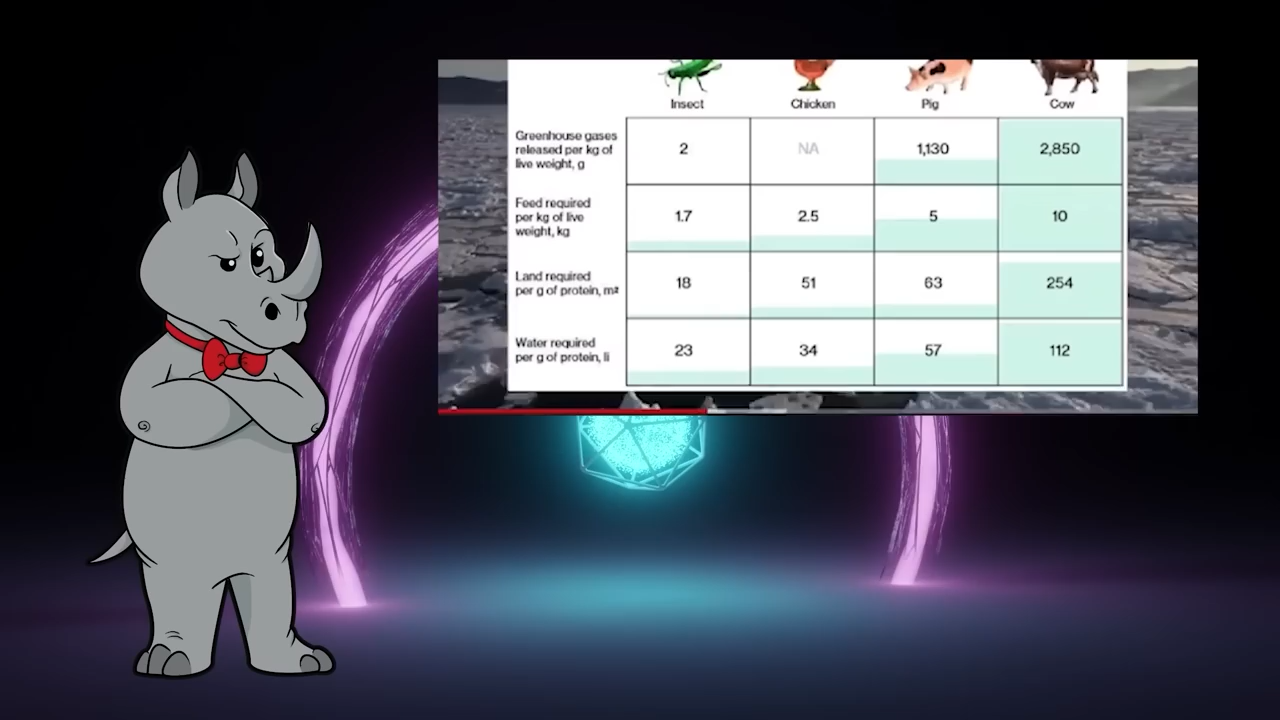 Insect Chicken Pig Cow
Greenhouse gases
released per kg of
live weight, g
2 NA 1,130 2,850
Feed required
per kg of live
weight, kg
1.7 2.5 5 10
Land required
per g of protein, m²
18 51 63 254
Water required
per g of protein, li
23 34 57 112